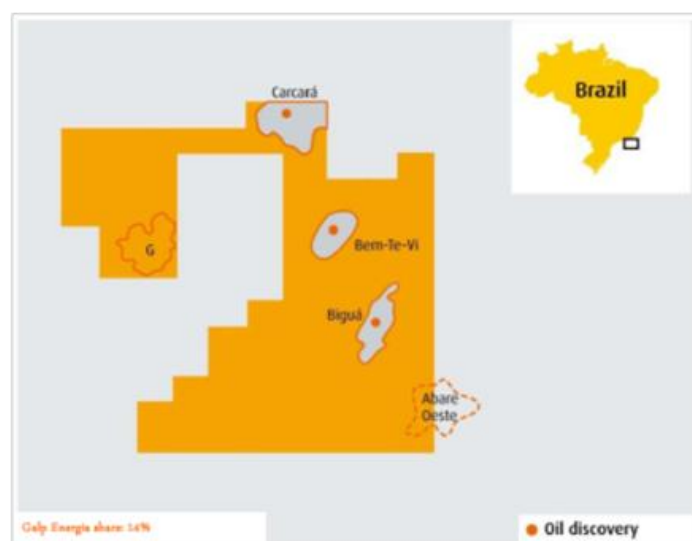 Carcará
Brazil
G
Bem-Te-Vi
Biguá
Abaré
Oeste
Galp Energia share: 14%
Oil discovery